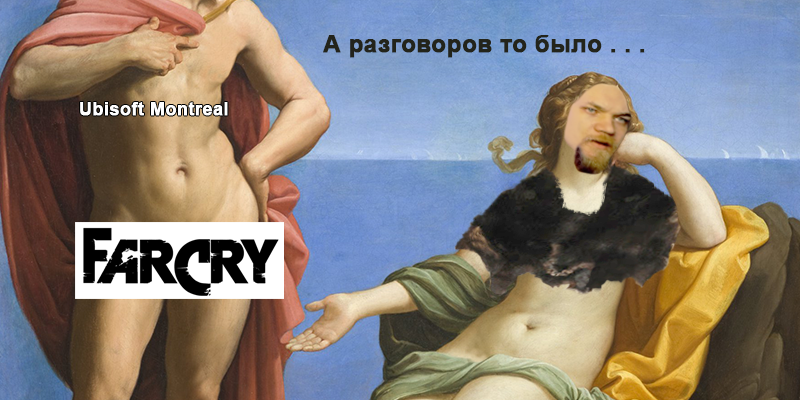 А разговоров то было . . .
Ubisoft Montreal
FARCRY